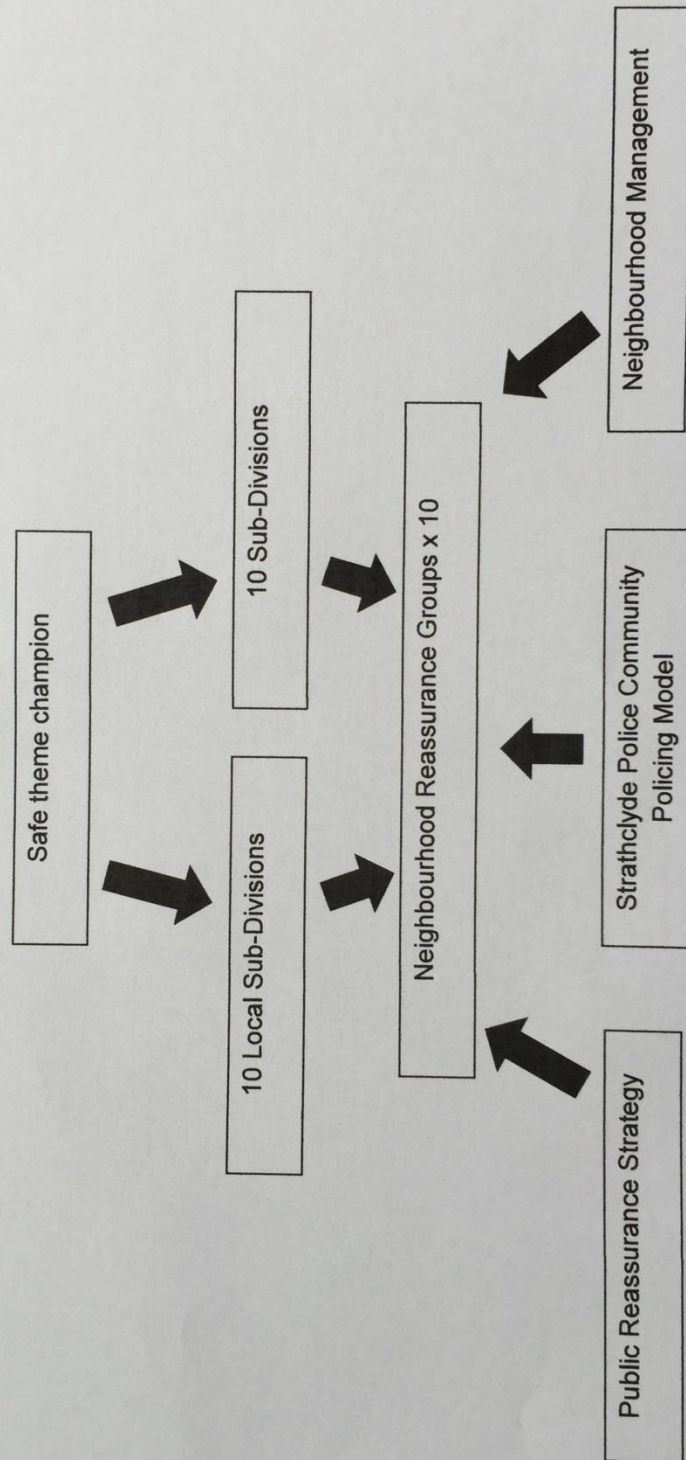 Safe theme champion
10 Local Sub-Divisions
10 Sub-Divisions
Neighbourhood Reassurance Groups x 10
Public Reassurance Strategy
Strathclyde Police Community
Policing Model
Neighbourhood Management